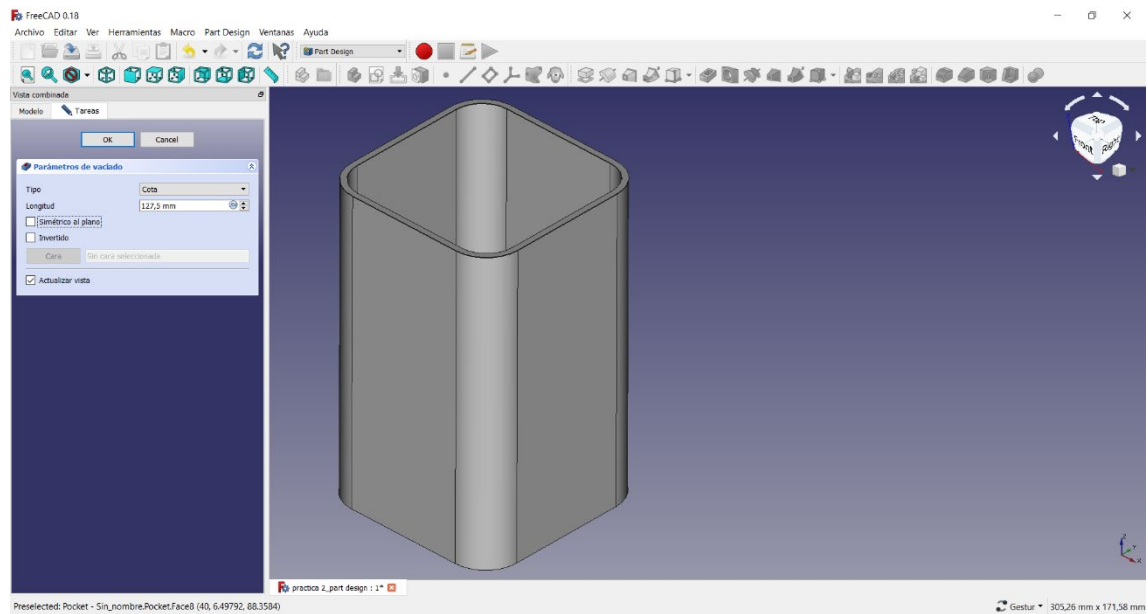 FreeCAD 0.18
Archivo Editar Ver Herramientas Macro Part Design Ventanas Ayuda
Part Design
Vista combinada
Modelo Tareas
OK Cancel
Parámetros de vaciado
Tipo Cota
Longitud 127,5 mm
Simétrico al plano
Invertido
Cara Sin cara seleccionada
Actualizar vista
Top
Front Right
Z
Y
X
practica 2_part design : 1*
Preselected: Pocket - Sin_nombre.Pocket.Face8 (40, 6.49792, 88.3584) Gestur 305,26 mm x 171,58 mm